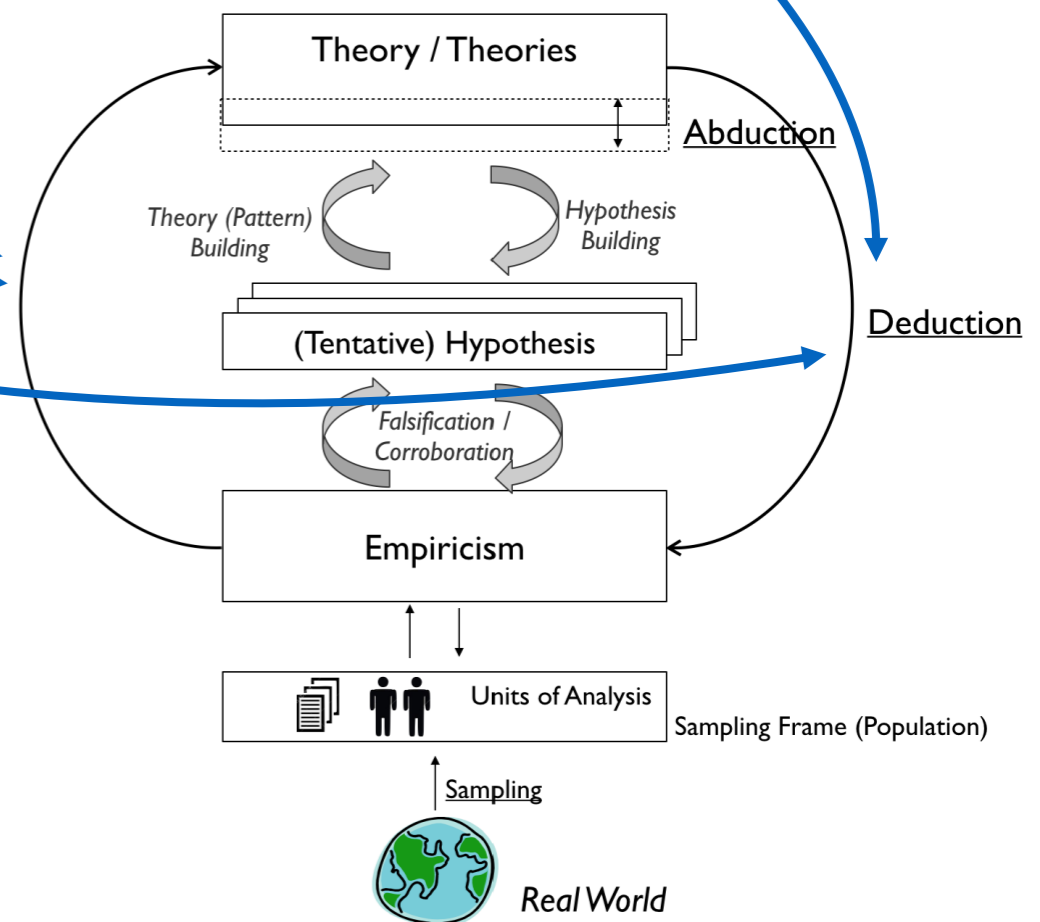 Theory / Theories
Abduction
Theory (Pattern)
Building
Hypothesis
Building
(Tentative) Hypothesis
Deduction
Falsification /
Corroboration
Empiricism
Units of Analysis
Sampling Frame (Population)
Sampling
Real World